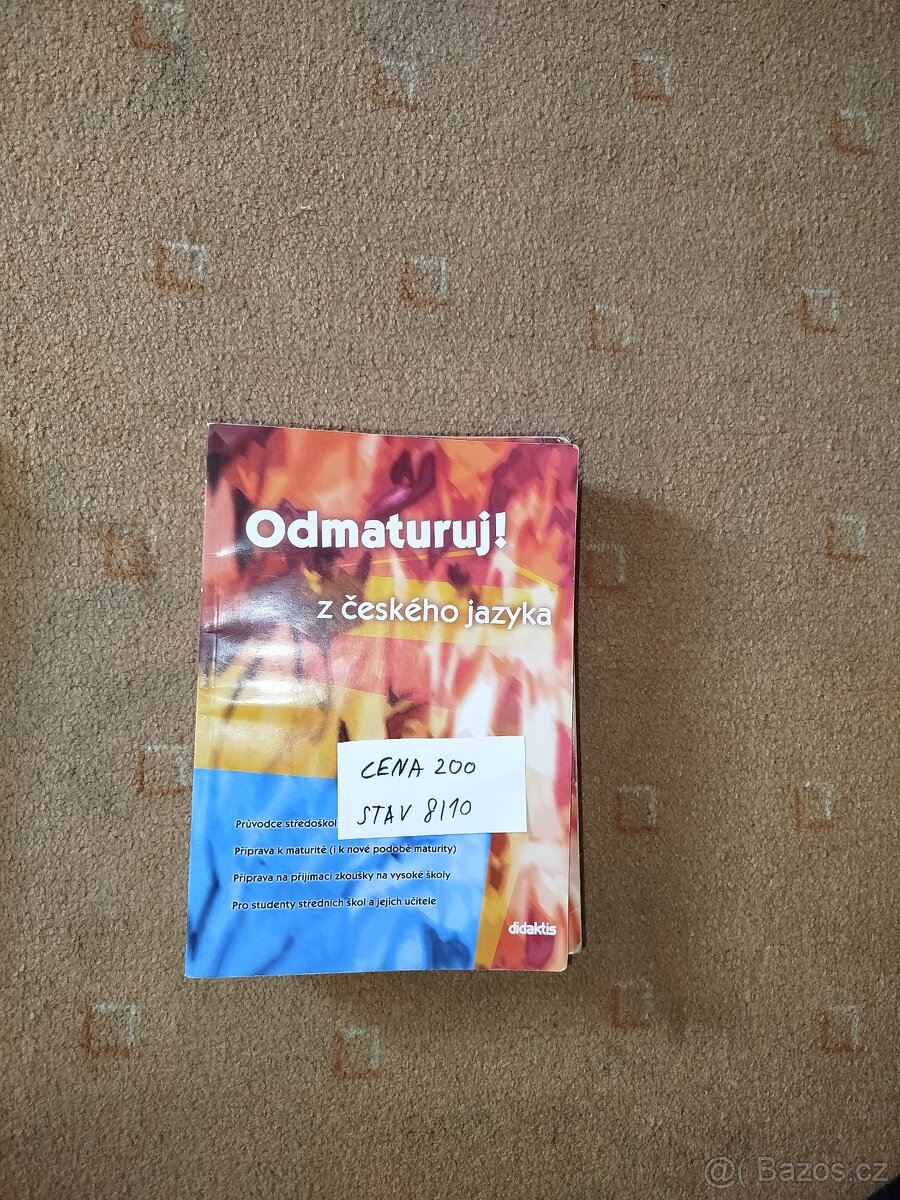 Odmaturuj!
z českého jazyka
CENA 200
STAV 8/10
Průvodce středoškol
Příprava k maturitě (i k nové podobě maturity)
Příprava na přijímací zkoušky na vysoké školy
Pro studenty středních škol a jejich učitele
didaktis
@( Bazos.cz